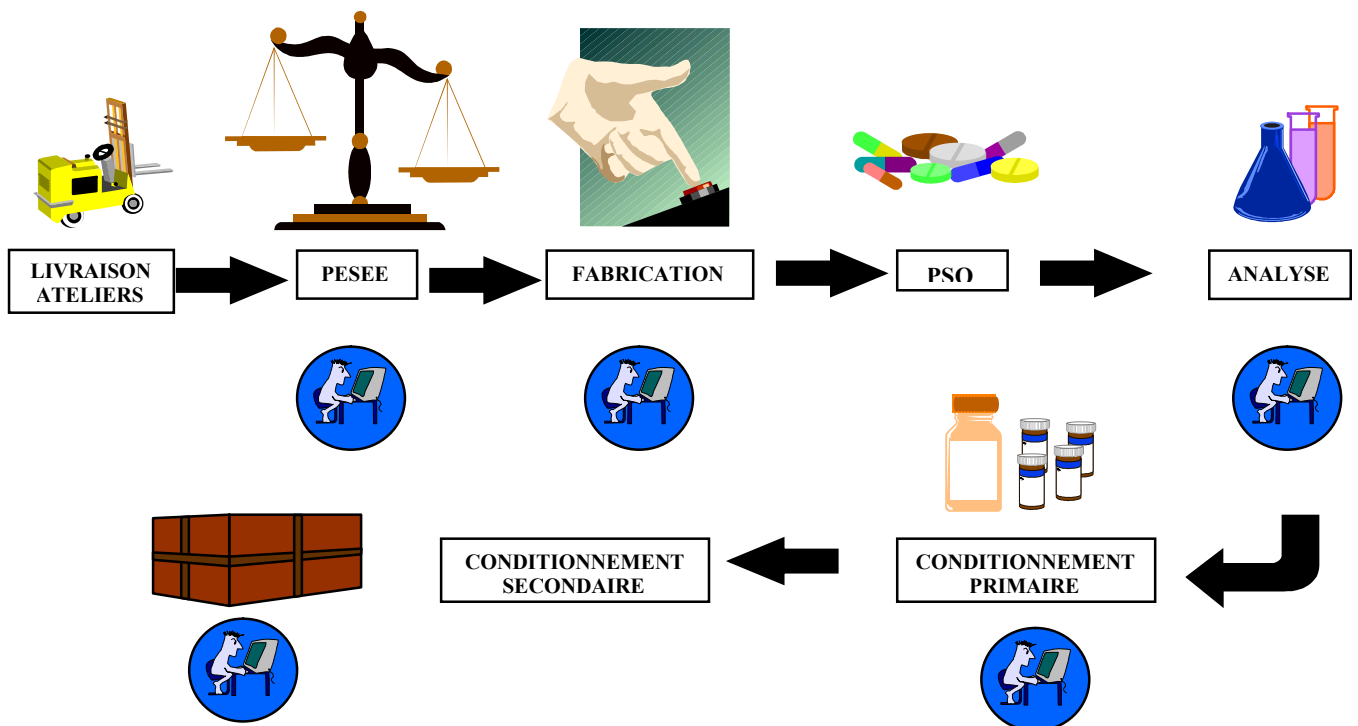 LIVRAISON
ATELIERS
PESEE
FABRICATION
PSO
ANALYSE
CONDITIONNEMENT
SECONDAIRE
CONDITIONNEMENT
PRIMAIRE